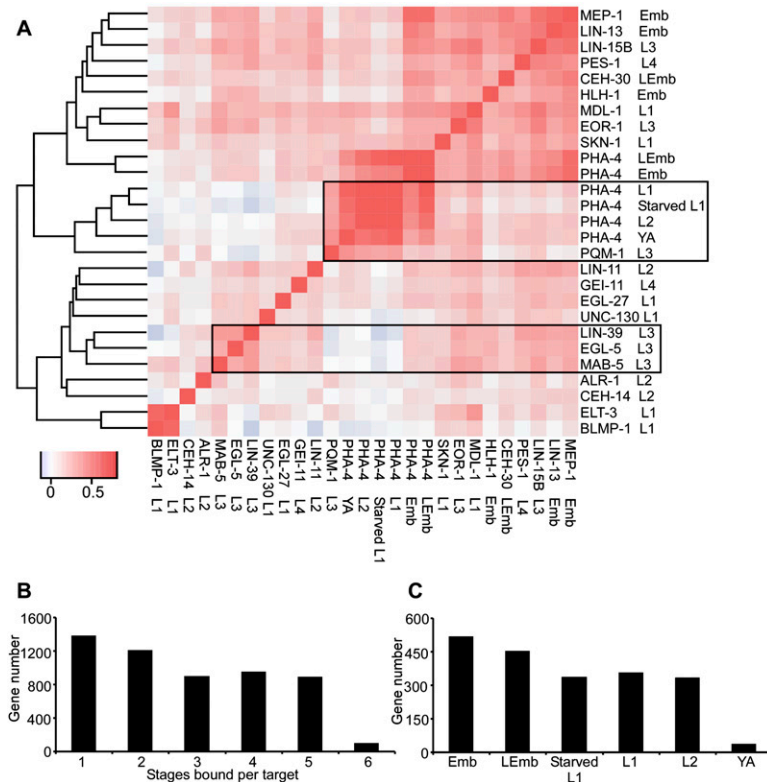 A
MEP-1 Emb
LIN-13 Emb
LIN-15B L3
PES-1 L4
CEH-30 LEmb
HLH-1 Emb
MDL-1 L1
EOR-1 L3
SKN-1 L1
PHA-4 LEmb
PHA-4 Emb
PHA-4 L1
PHA-4 Starved L1
PHA-4 L2
PHA-4 YA
PQM-1 L3
LIN-11 L2
GEI-11 L4
EGL-27 L1
UNC-130 L1
LIN-39 L3
EGL-5 L3
MAB-5 L3
ALR-1 L2
CEH-14 L2
ELT-3 L1
BLMP-1 L1
0 0.5
BLMP-1 L1
ELT-3 L1
CEH-14 L2
ALR-1 L2
MAB-5 L3
EGL-5 L3
LIN-39 L3
UNC-130 L1
EGL-27 L1
GEI-11 L4
LIN-11 L2
PQM-1 L3
PHA-4 YA
PHA-4 L2
PHA-4 Starved L1
PHA-4 L1
PHA-4 Emb
PHA-4 LEmb
SKN-1 L1
EOR-1 L3
MDL-1 L1
HLH-1 Emb
CEH-30 LEmb
PES-1 L4
LIN-15B L3
LIN-13 Emb
MEP-1 Emb
B
Gene number
1600
1200
800
400
0
1 2 3 4 5 6
Stages bound per target
C
Gene number
600
450
300
150
0
Emb LEmb Starved L1 L1 L2 YA